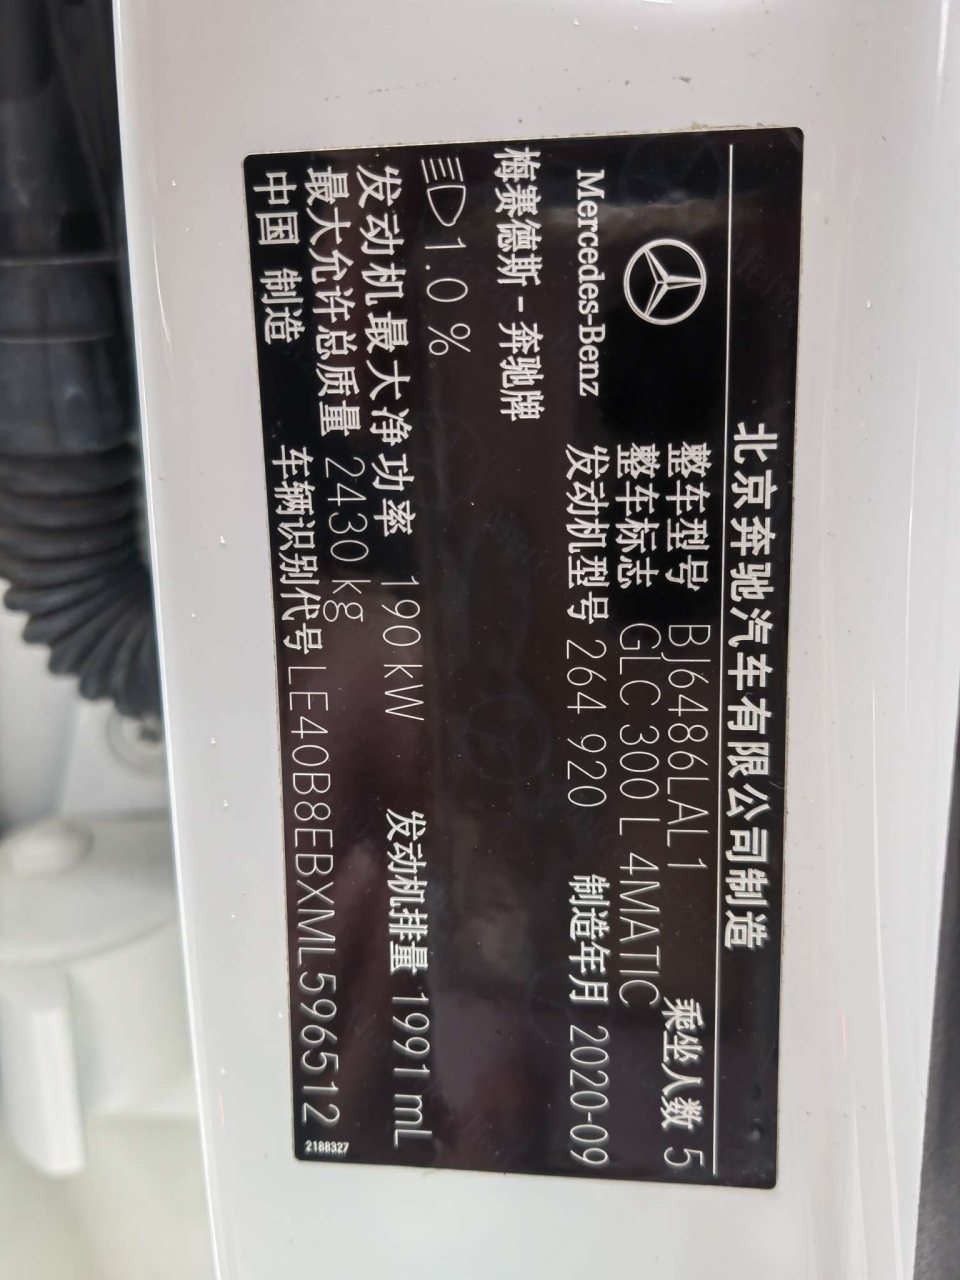 北京奔驰汽车有限公司制造
整车型号 BJ6486LAL1 乘坐人数 5
整车标志 GLC 300 L 4MATIC
Mercedes-Benz 发动机型号 264 920 制造年月 2020-09
梅赛德斯-奔驰牌
1.0 %
发动机最大净功率 190 kW 发动机排量 1991 mL
最大允许总质量 2430 kg
中国 制造 车辆识别代号 LE40B8EBXML596512
2188327